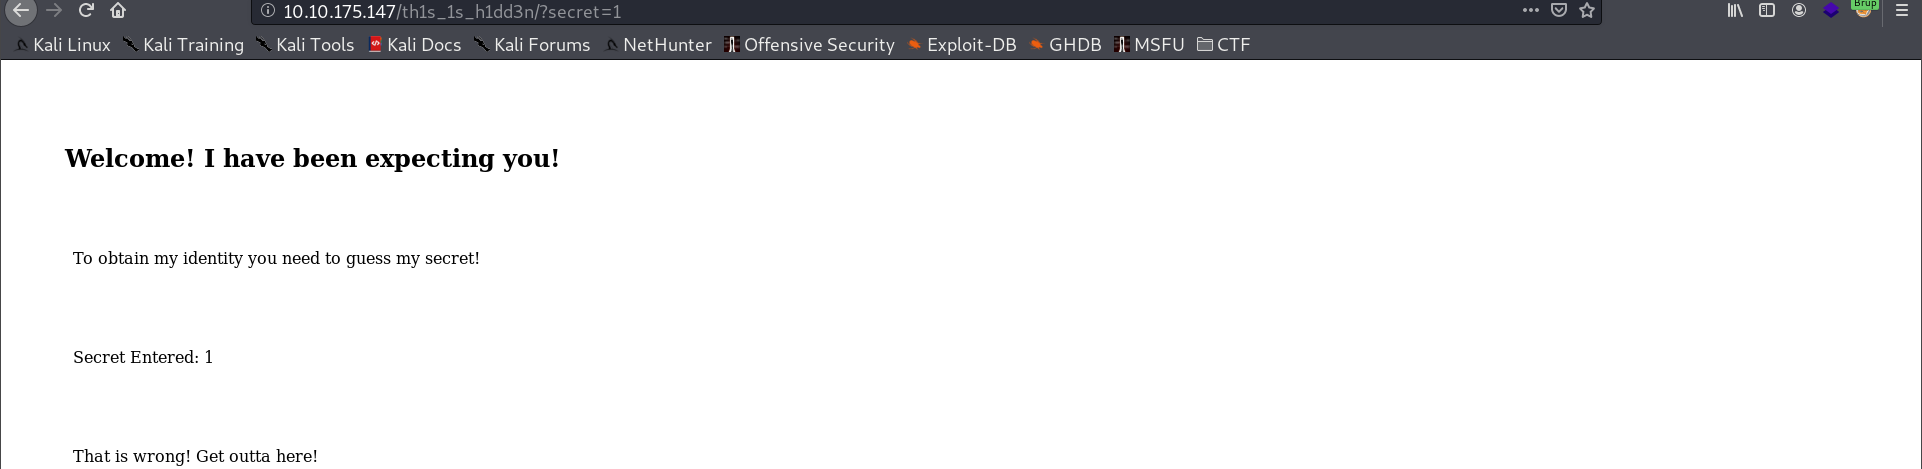 Brup
10.10.175.147/th1s_1s_h1dd3n/?secret=1
Kali Linux Kali Training Kali Tools Kali Docs Kali Forums NetHunter Offensive Security Exploit-DB GHDB MSFU CTF
Welcome! I have been expecting you!
To obtain my identity you need to guess my secret!
Secret Entered: 1
That is wrong! Get outta here!